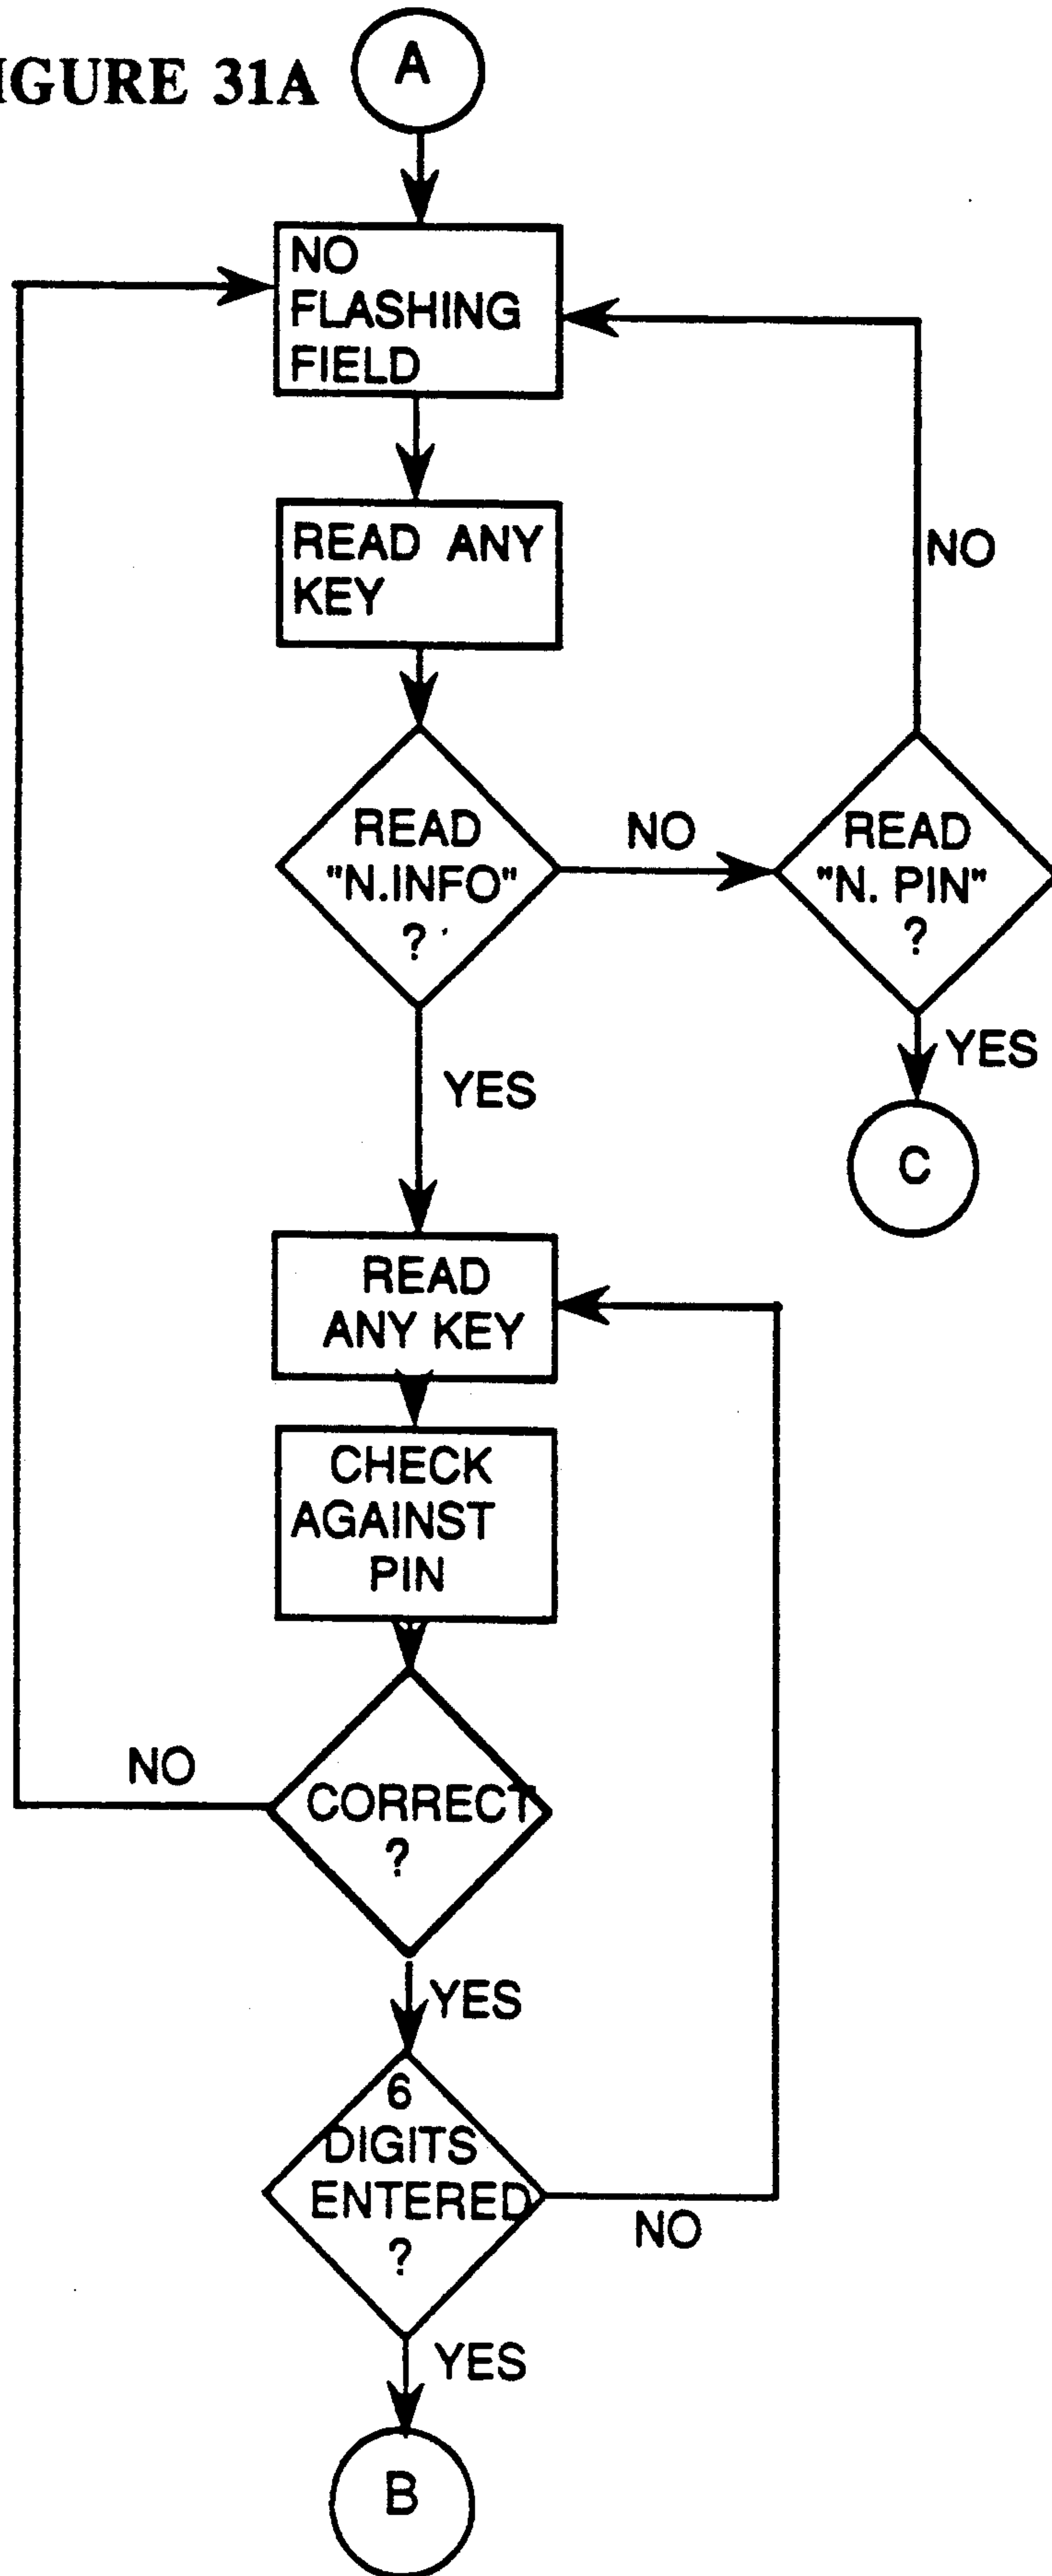 IGURE 31A
A
NO
FLASHING
FIELD
READ ANY
KEY
NO
READ
"N.INFO"
?
NO
READ
"N. PIN"
?
YES
YES
C
READ
ANY KEY
CHECK
AGAINST
PIN
NO
CORRECT
?
YES
6
DIGITS
ENTERED
?
NO
YES
B